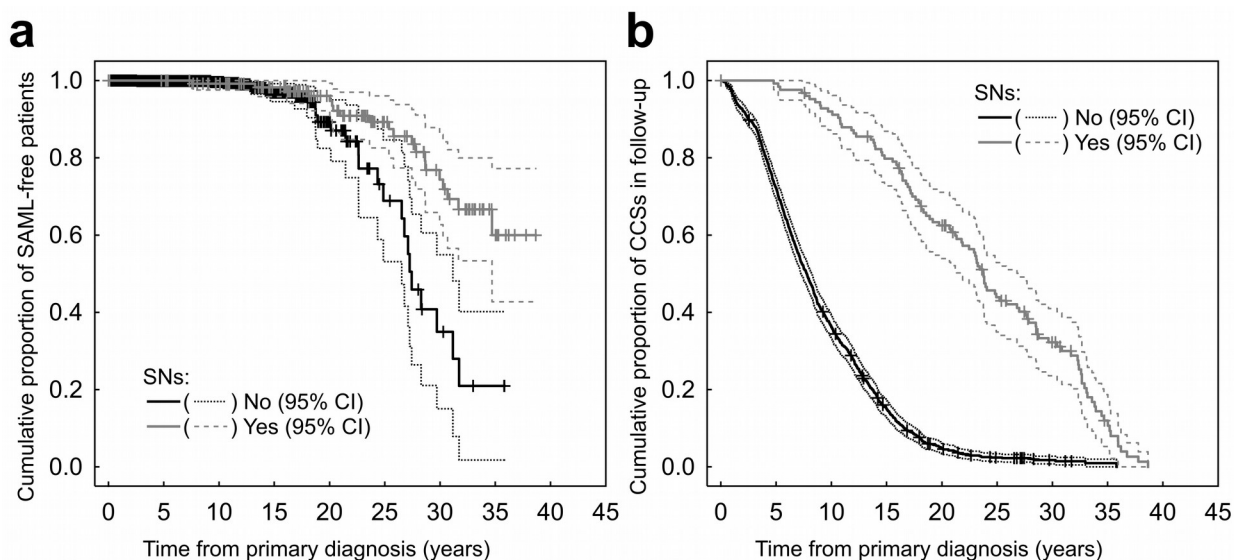 a
Cumulative proportion of SAML-free patients
1.0
0.8
0.6
0.4
0.2
0.0
SNs:
( ) No (95% CI)
( ) Yes (95% CI)
0 5 10 15 20 25 30 35 40 45
Time from primary diagnosis (years)
b
Cumulative proportion of CCSs in follow-up
1.0
0.8
0.6
0.4
0.2
0.0
SNs:
( ) No (95% CI)
( ) Yes (95% CI)
0 5 10 15 20 25 30 35 40 45
Time from primary diagnosis (years)